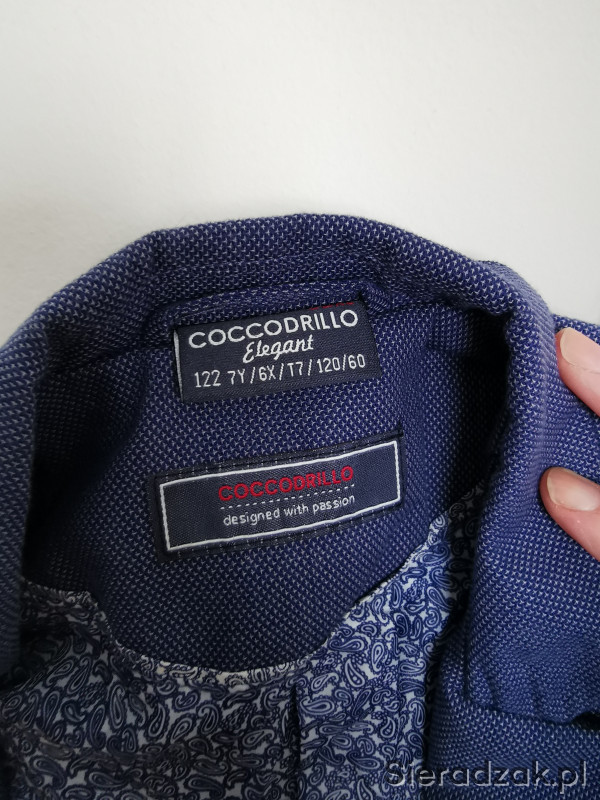 COCCODRILLO
Elegant
122 7Y/6X/T7/120/60
COCCODRILLO
designed with passion
Sieradzak.pl